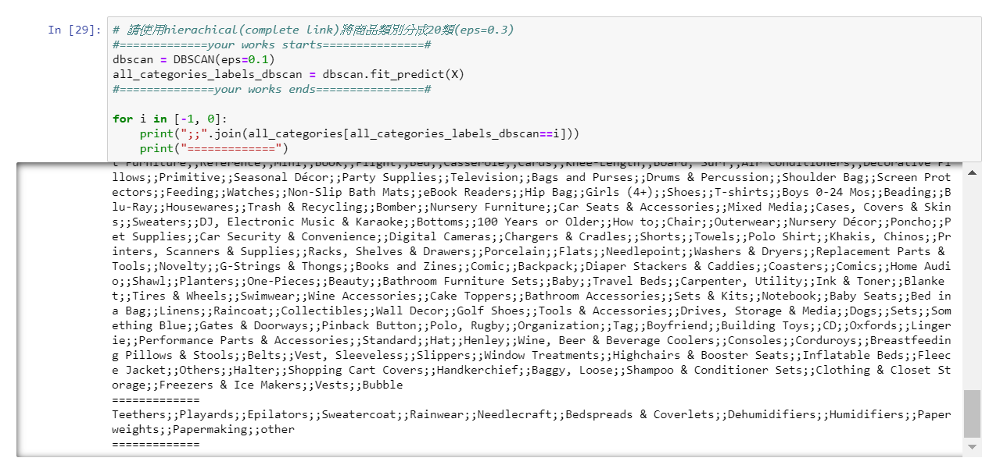 In [29]:
# 請使用hierachical(complete link)將商品類別分成20類(eps=0.3)
#=============your works starts===============#
dbscan = DBSCAN(eps=0.1)
all_categories_labels_dbscan = dbscan.fit_predict(X)
#==============your works ends================#
for i in [-1, 0]:
print(";;".join(all_categories[all_categories_labels_dbscan==i]))
print("=============")
t Furniture;;Reference;;Mini;;Book;;Flight;;Bed;;Casserole;;Cards;;Knee-Length;;Board, Surf;;Air Conditioners;;Decorative Pi
llows;;Primitive;;Seasonal Décor;;Party Supplies;;Television;;Bags and Purses;;Drums & Percussion;;Shoulder Bag;;Screen Prot
ectors;;Feeding;;Watches;;Non-Slip Bath Mats;;eBook Readers;;Hip Bag;;Girls (4+);;Shoes;;T-shirts;;Boys 0-24 Mos;;Beading;;B
lu-Ray;;Housewares;;Trash & Recycling;;Bomber;;Nursery Furniture;;Car Seats & Accessories;;Mixed Media;;Cases, Covers & Skin
s;;Sweaters;;DJ, Electronic Music & Karaoke;;Bottoms;;100 Years or Older;;How to;;Chair;;Outerwear;;Nursery Décor;;Poncho;;P
et Supplies;;Car Security & Convenience;;Digital Cameras;;Chargers & Cradles;;Shorts;;Towels;;Polo Shirt;;Khakis, Chinos;;Pr
inters, Scanners & Supplies;;Racks, Shelves & Drawers;;Porcelain;;Flats;;Needlepoint;;Washers & Dryers;;Replacement Parts &
Tools;;Novelty;;G-Strings & Thongs;;Books and Zines;;Comic;;Backpack;;Diaper Stackers & Caddies;;Coasters;;Comics;;Home Audi
o;;Shawl;;Planters;;One-Pieces;;Beauty;;Bathroom Furniture Sets;;Baby;;Travel Beds;;Carpenter, Utility;;Ink & Toner;;Blanke
t;;Tires & Wheels;;Swimwear;;Wine Accessories;;Cake Toppers;;Bathroom Accessories;;Sets & Kits;;Notebook;;Baby Seats;;Bed in
a Bag;;Linens;;Raincoat;;Collectibles;;Wall Decor;;Golf Shoes;;Tools & Accessories;;Drives, Storage & Media;;Dogs;;Sets;;Som
ething Blue;;Gates & Doorways;;Pinback Button;;Polo, Rugby;;Organization;;Tag;;Boyfriend;;Building Toys;;CD;;Oxfords;;Linger
ie;;Performance Parts & Accessories;;Standard;;Hat;;Henley;;Wine, Beer & Beverage Coolers;;Consoles;;Corduroys;;Breastfeedin
g Pillows & Stools;;Belts;;Vest, Sleeveless;;Slippers;;Window Treatments;;Highchairs & Booster Seats;;Inflatable Beds;;Fleec
e Jacket;;Others;;Halter;;Shopping Cart Covers;;Handkerchief;;Baggy, Loose;;Shampoo & Conditioner Sets;;Clothing & Closet St
orage;;Freezers & Ice Makers;;Vests;;Bubble
=============
Teethers;;Playards;;Epilators;;Sweatercoat;;Rainwear;;Needlecraft;;Bedspreads & Coverlets;;Dehumidifiers;;Humidifiers;;Paper
weights;;Papermaking;;other
=============